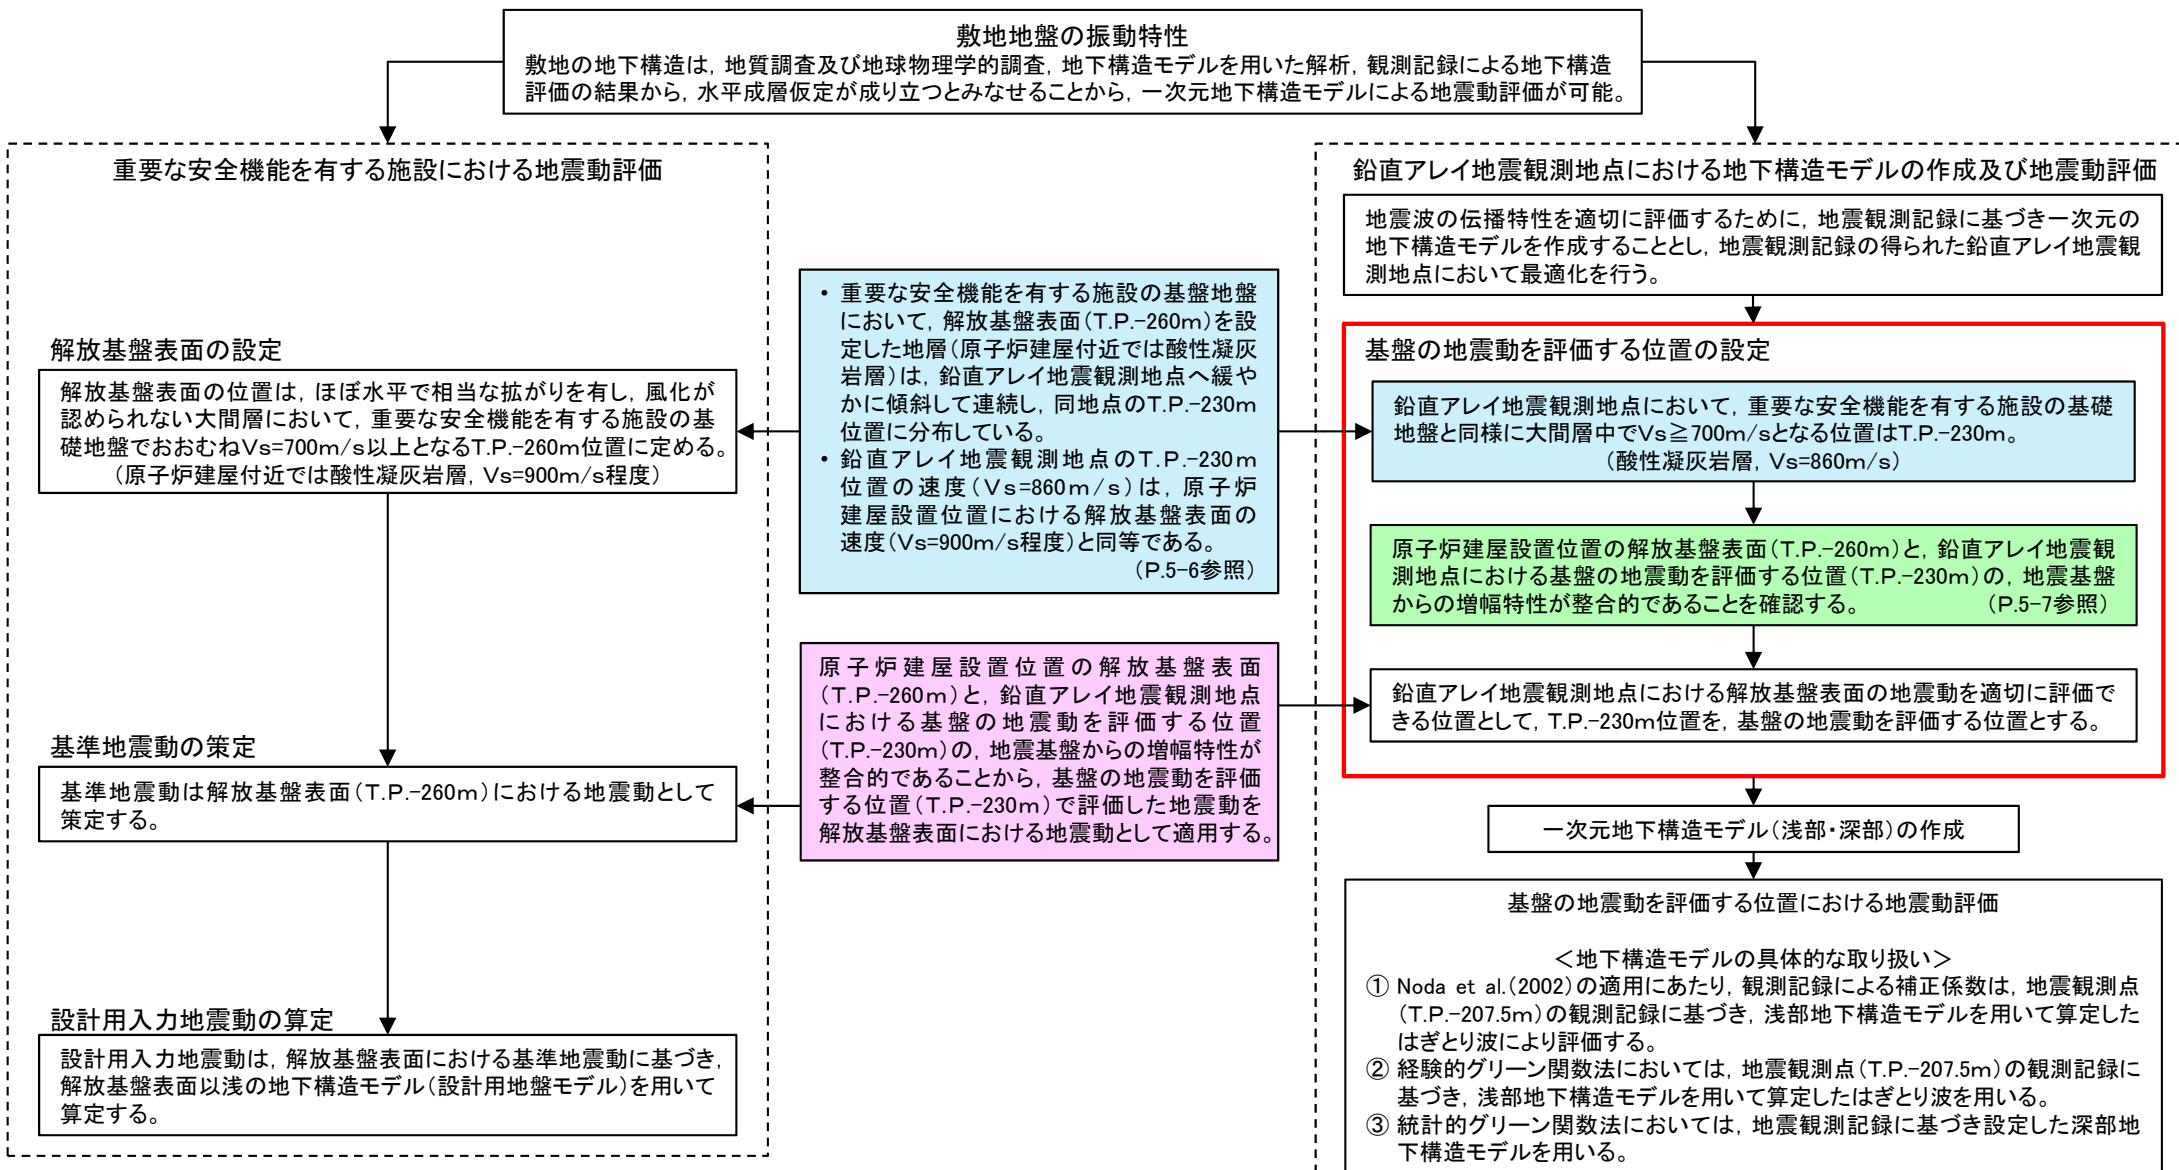 敷地地盤の振動特性
敷地の地下構造は，地質調査及び地球物理学的調査，地下構造モデルを用いた解析，観測記録による地下構造
評価の結果から，水平成層仮定が成り立つとみなせることから，一次元地下構造モデルによる地震動評価が可能。
重要な安全機能を有する施設における地震動評価
解放基盤表面の設定
解放基盤表面の位置は，ほぼ水平で相当な拡がりを有し，風化が
認められない大間層において，重要な安全機能を有する施設の基
礎地盤でおおむねVs=700m/s以上となるT.P.-260m位置に定める。
（原子炉建屋付近では酸性凝灰岩層，Vs=900m/s程度）
基準地震動の策定
基準地震動は解放基盤表面（T.P.-260m）における地震動として
策定する。
設計用入力地震動の算定
設計用入力地震動は，解放基盤表面における基準地震動に基づき，
解放基盤表面以浅の地下構造モデル（設計用地盤モデル）を用いて
算定する。
・ 重要な安全機能を有する施設の基盤地盤
において，解放基盤表面（T.P.-260m）を設
定した地層（原子炉建屋付近では酸性凝灰
岩層）は，鉛直アレイ地震観測地点へ緩や
かに傾斜して連続し，同地点のT.P.-230m
位置に分布している。
・ 鉛直アレイ地震観測地点のT.P.-230m
位置の速度（Vs=860m/s）は，原子炉
建屋設置位置における解放基盤表面の
速度（Vs=900m/s程度）と同等である。
（P.5-6参照）
原子炉建屋設置位置の解放基盤表面
（T.P.-260m）と，鉛直アレイ地震観測地点
における基盤の地震動を評価する位置
（T.P.-230m）の，地震基盤からの増幅特性が
整合的であることから，基盤の地震動を評価
する位置（T.P.-230m）で評価した地震動を
解放基盤表面における地震動として適用する。
鉛直アレイ地震観測地点における地下構造モデルの作成及び地震動評価
地震波の伝播特性を適切に評価するために，地震観測記録に基づき一次元の
地下構造モデルを作成することとし，地震観測記録の得られた鉛直アレイ地震観
測地点において最適化を行う。
基盤の地震動を評価する位置の設定
鉛直アレイ地震観測地点において，重要な安全機能を有する施設の基礎
地盤と同様に大間層中でVs≧700m/sとなる位置はT.P.-230m。
（酸性凝灰岩層，Vs=860m/s）
原子炉建屋設置位置の解放基盤表面（T.P.-260m）と，鉛直アレイ地震観
測地点における基盤の地震動を評価する位置（T.P.-230m）の，地震基盤
からの増幅特性が整合的であることを確認する。 （P.5-7参照）
鉛直アレイ地震観測地点における解放基盤表面の地震動を適切に評価で
きる位置として，T.P.-230m位置を，基盤の地震動を評価する位置とする。
一次元地下構造モデル（浅部・深部）の作成
基盤の地震動を評価する位置における地震動評価
＜地下構造モデルの具体的な取り扱い＞
① Noda et al.（2002）の適用にあたり，観測記録による補正係数は，地震観測点
（T.P.-207.5m）の観測記録に基づき，浅部地下構造モデルを用いて算定した
はぎとり波により評価する。
② 経験的グリーン関数法においては，地震観測点（T.P.-207.5m）の観測記録に
基づき，浅部地下構造モデルを用いて算定したはぎとり波を用いる。
③ 統計的グリーン関数法においては，地震観測記録に基づき設定した深部地
下構造モデルを用いる。